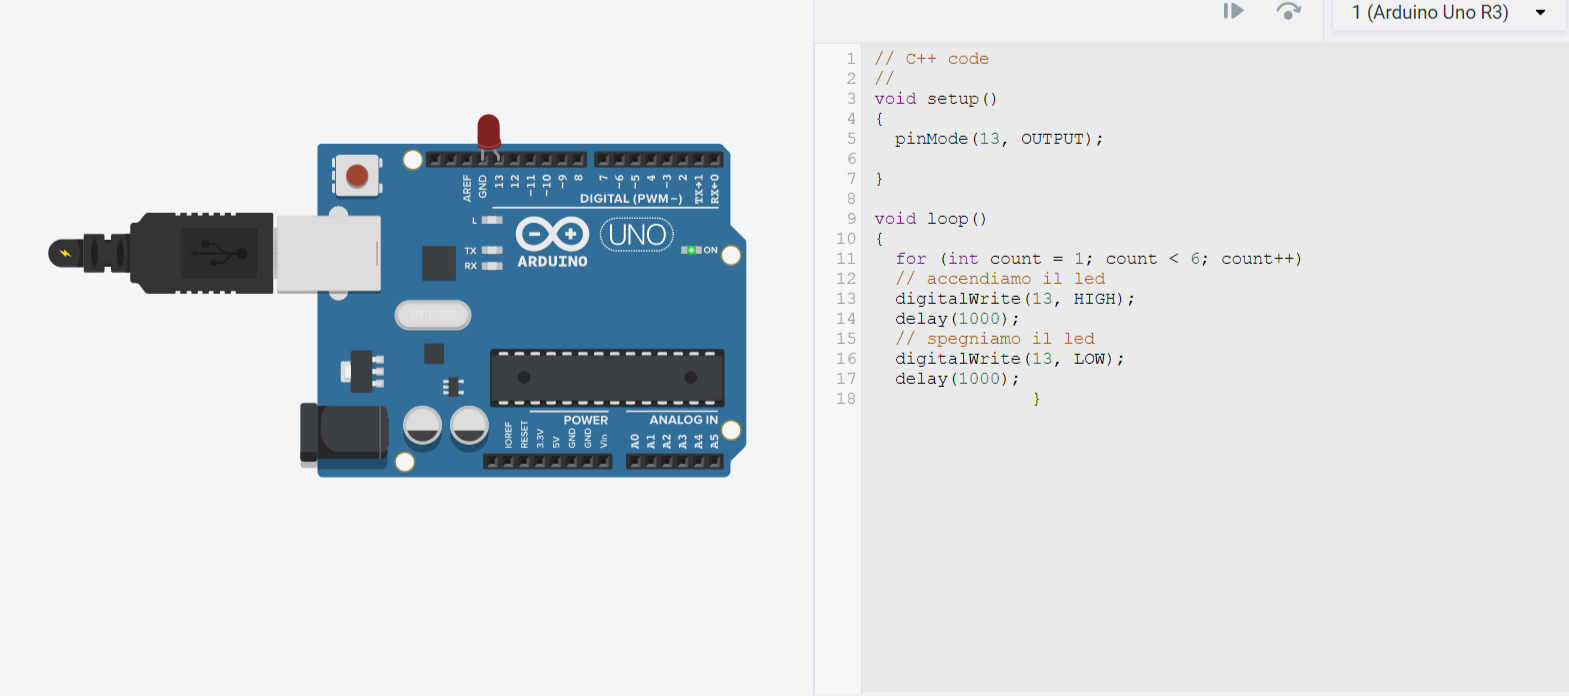 1 (Arduino Uno R3)
1 // C++ code
2 //
3 void setup()
4 {
5   pinMode(13, OUTPUT);
6
7 }
8
9 void loop()
10 {
11   for (int count = 1; count < 6; count++)
12   // accendiamo il led
13   digitalWrite(13, HIGH);
14   delay(1000);
15   // spegniamo il led
16   digitalWrite(13, LOW);
17   delay(1000);
18                }
AREF GND 13 12 ~11 ~10 ~9 8 7 ~6 ~5 4 ~3 2 TX→1 RX←0
DIGITAL (PWM~)
L
UNO
TX
ON
RX
ARDUINO
POWER ANALOG IN
IOREF RESET 3.3V 5V GND GND Vin A0 A1 A2 A3 A4 A5